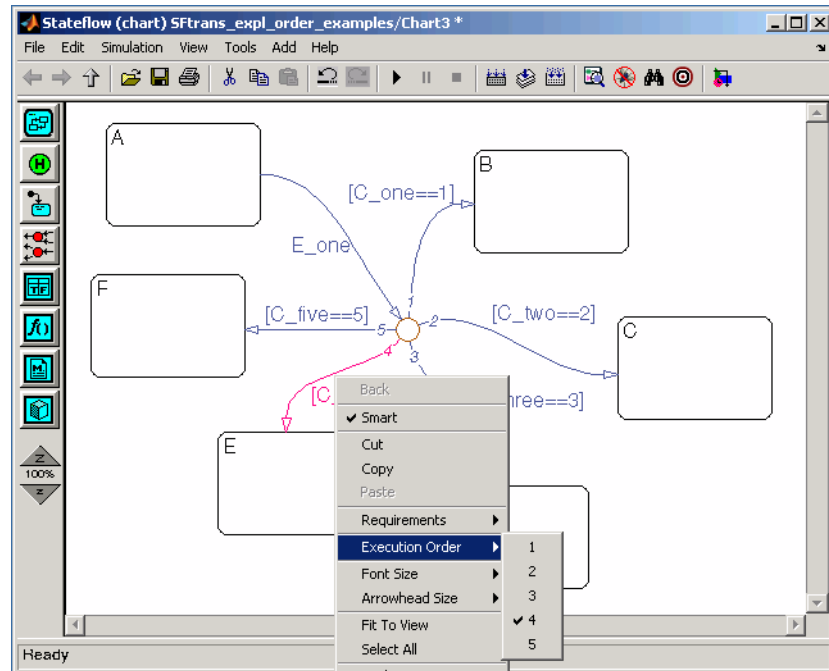 Stateflow (chart) SFtrans_expl_order_examples/Chart3 *
File Edit Simulation View Tools Add Help
A
B
[C_one==1]
E_one
F
[C_five==5]
[C_two==2]
C
1
5
2
4
3
[C_
hree==3]
E
Back
Smart
Cut
Copy
Paste
Requirements
Execution Order
Font Size
Arrowhead Size
Fit To View
Select All
1
2
3
4
5
H
TF
f()
M
Z
100%
z
Ready